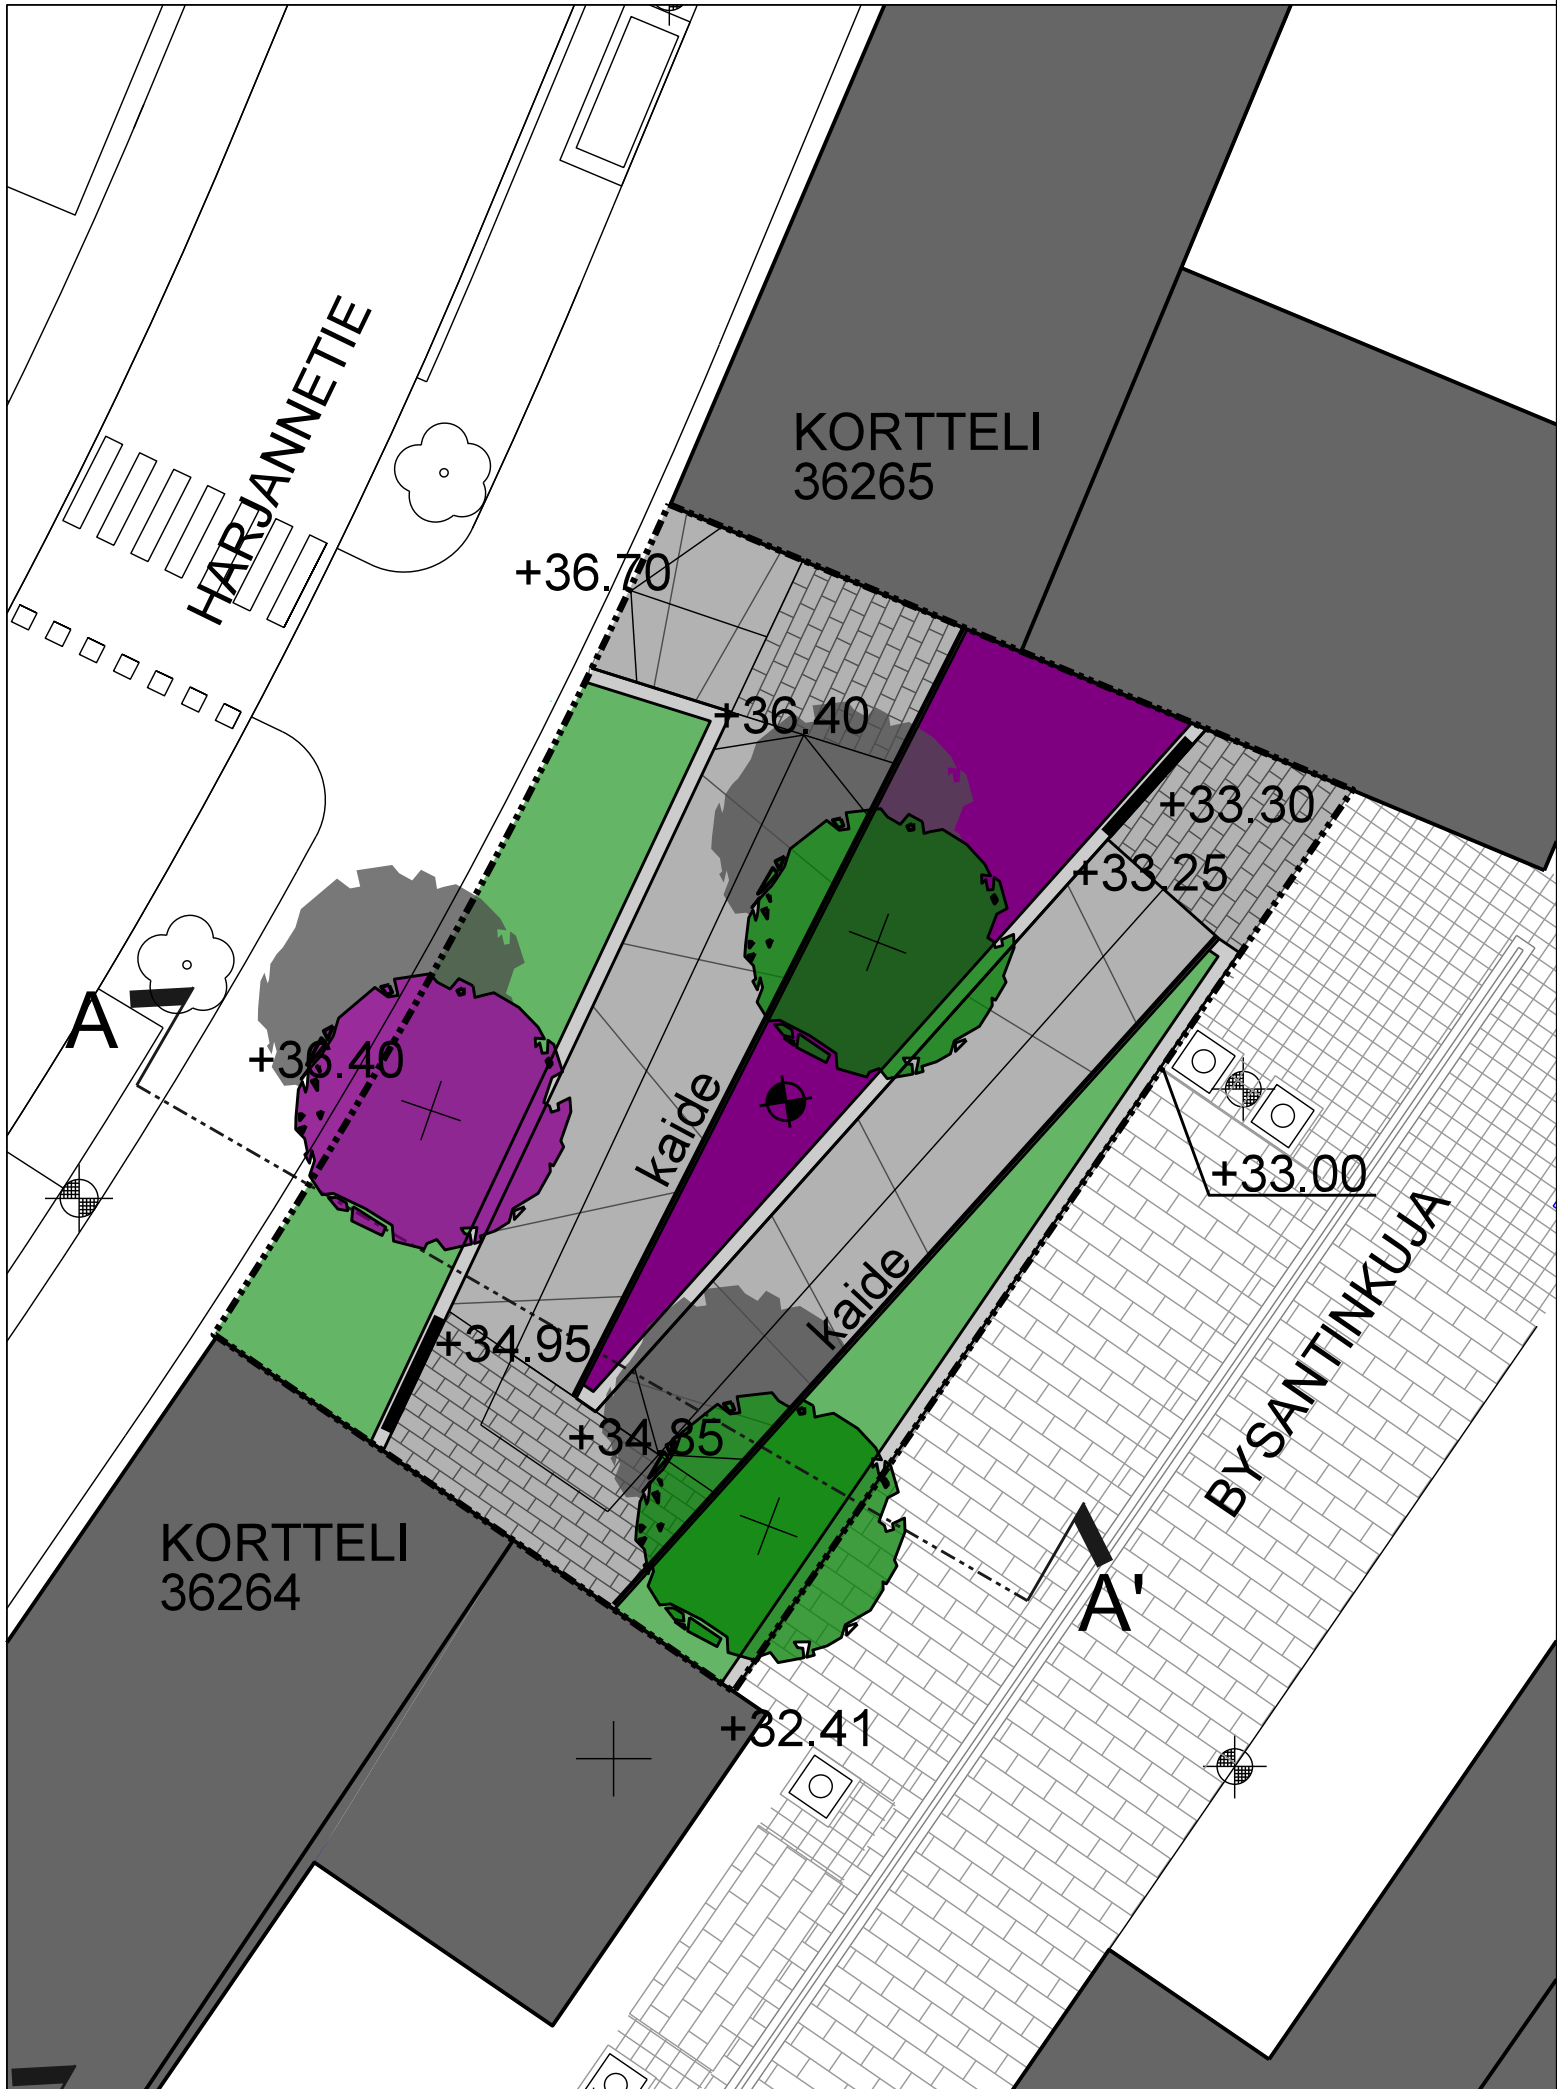 HARJANNETIE
KORTTELI
36265
+36.70
+36.40
+33.30
+33.25
A
+36.40
kaide
+33.00
BYSANTINKUJA
kaide
+34.95
+34.85
KORTTELI
36264
A'
+32.41